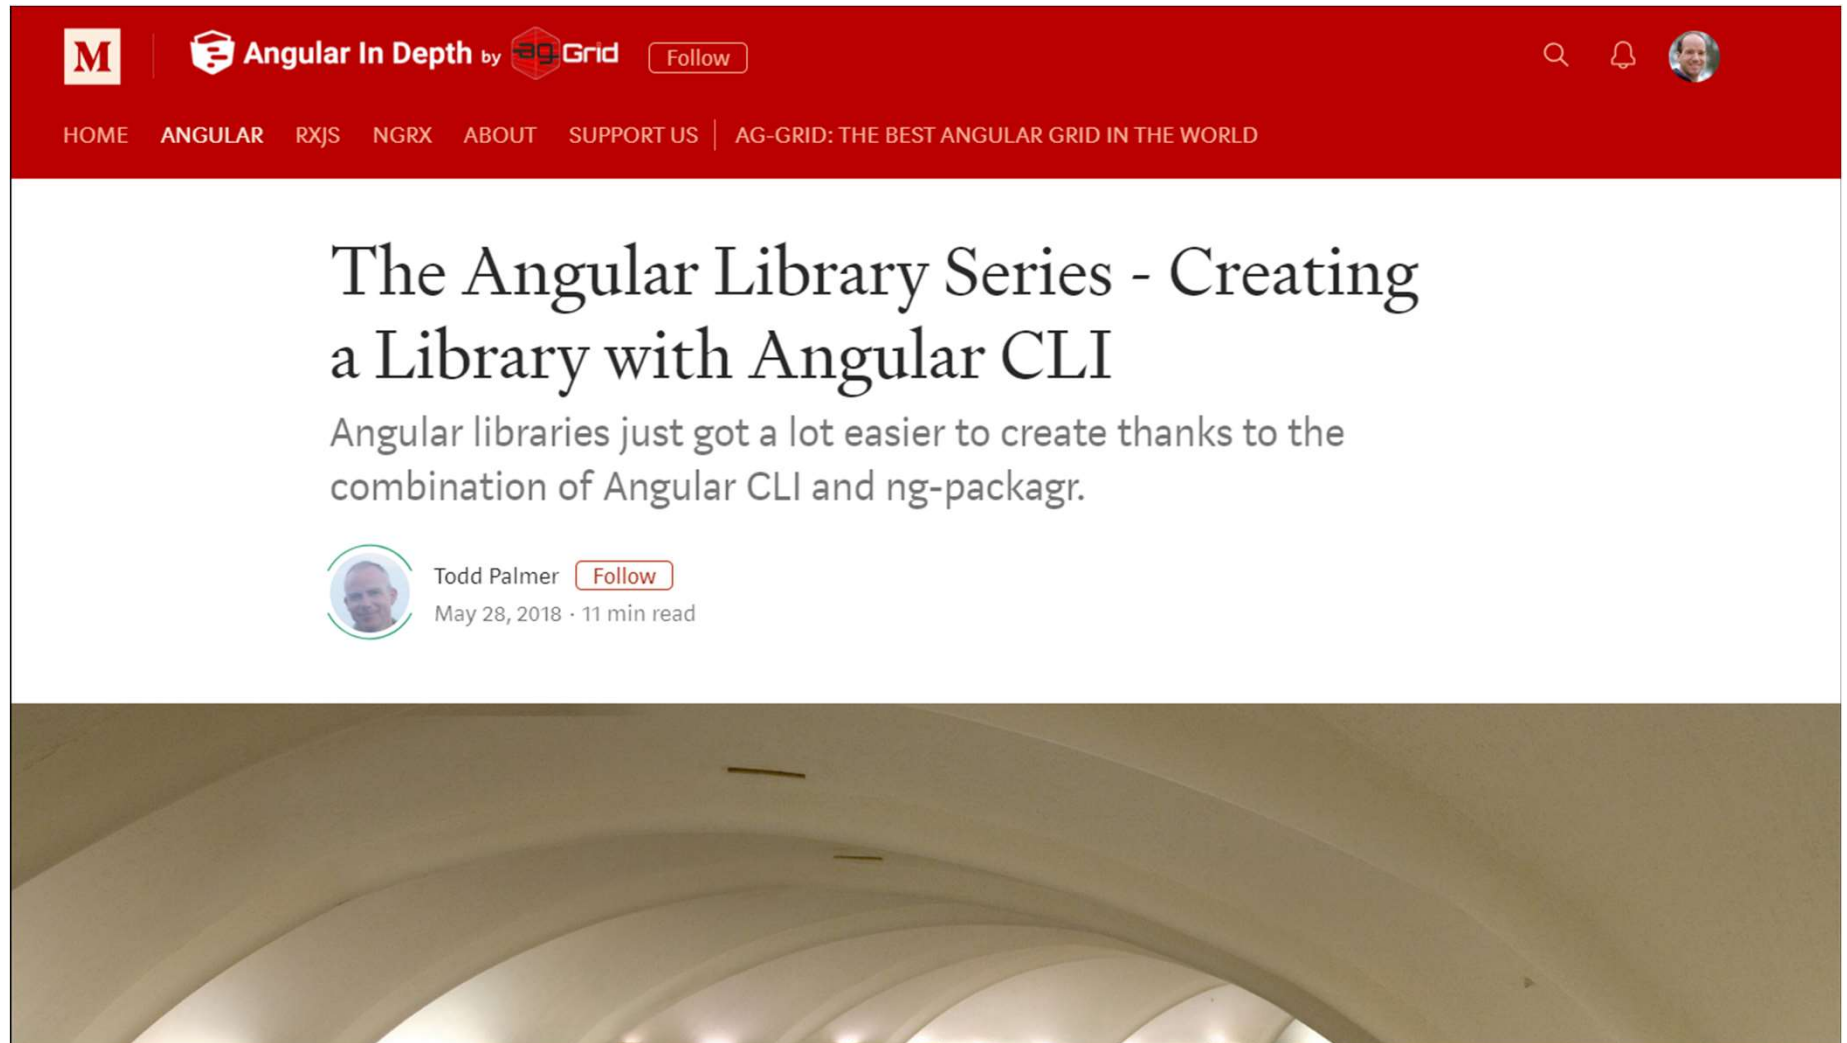 M
Angular In Depth by ag-Grid
Follow
HOME ANGULAR RXJS NGRX ABOUT SUPPORT US AG-GRID: THE BEST ANGULAR GRID IN THE WORLD
The Angular Library Series - Creating
a Library with Angular CLI
Angular libraries just got a lot easier to create thanks to the
combination of Angular CLI and ng-packagr.
Todd Palmer Follow
May 28, 2018 · 11 min read